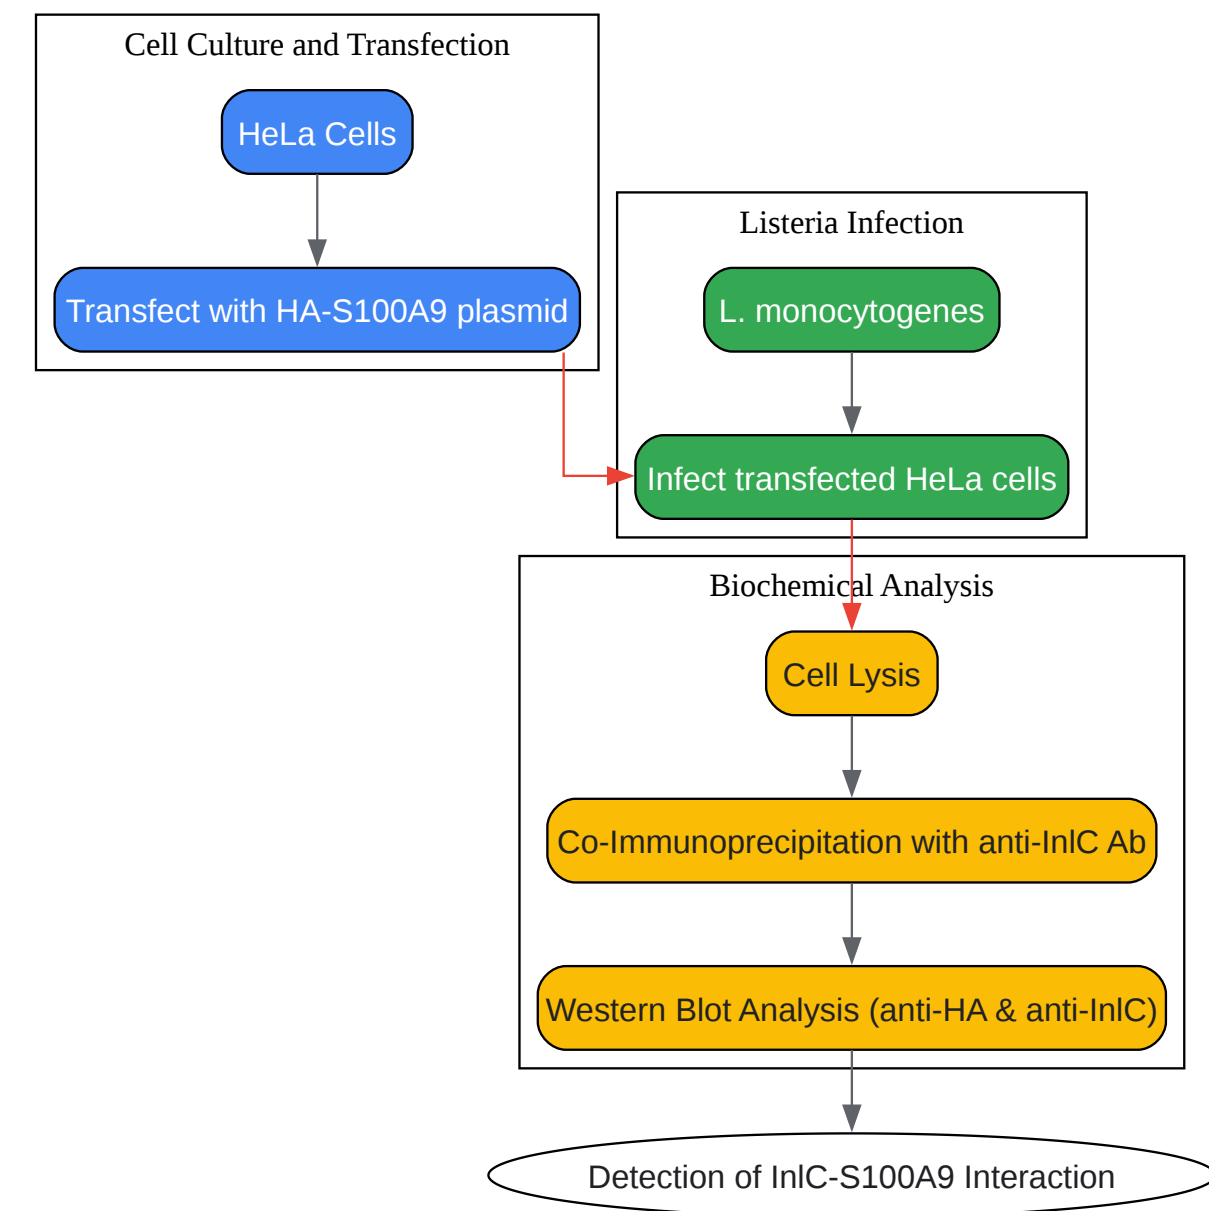 Cell Culture and Transfection
HeLa Cells
Transfect with HA-S100A9 plasmid
Listeria Infection
L. monocytogenes
Infect transfected HeLa cells
Biochemical Analysis
Cell Lysis
Co-Immunoprecipitation with anti-InlC Ab
Western Blot Analysis (anti-HA & anti-InlC)
Detection of InlC-S100A9 Interaction